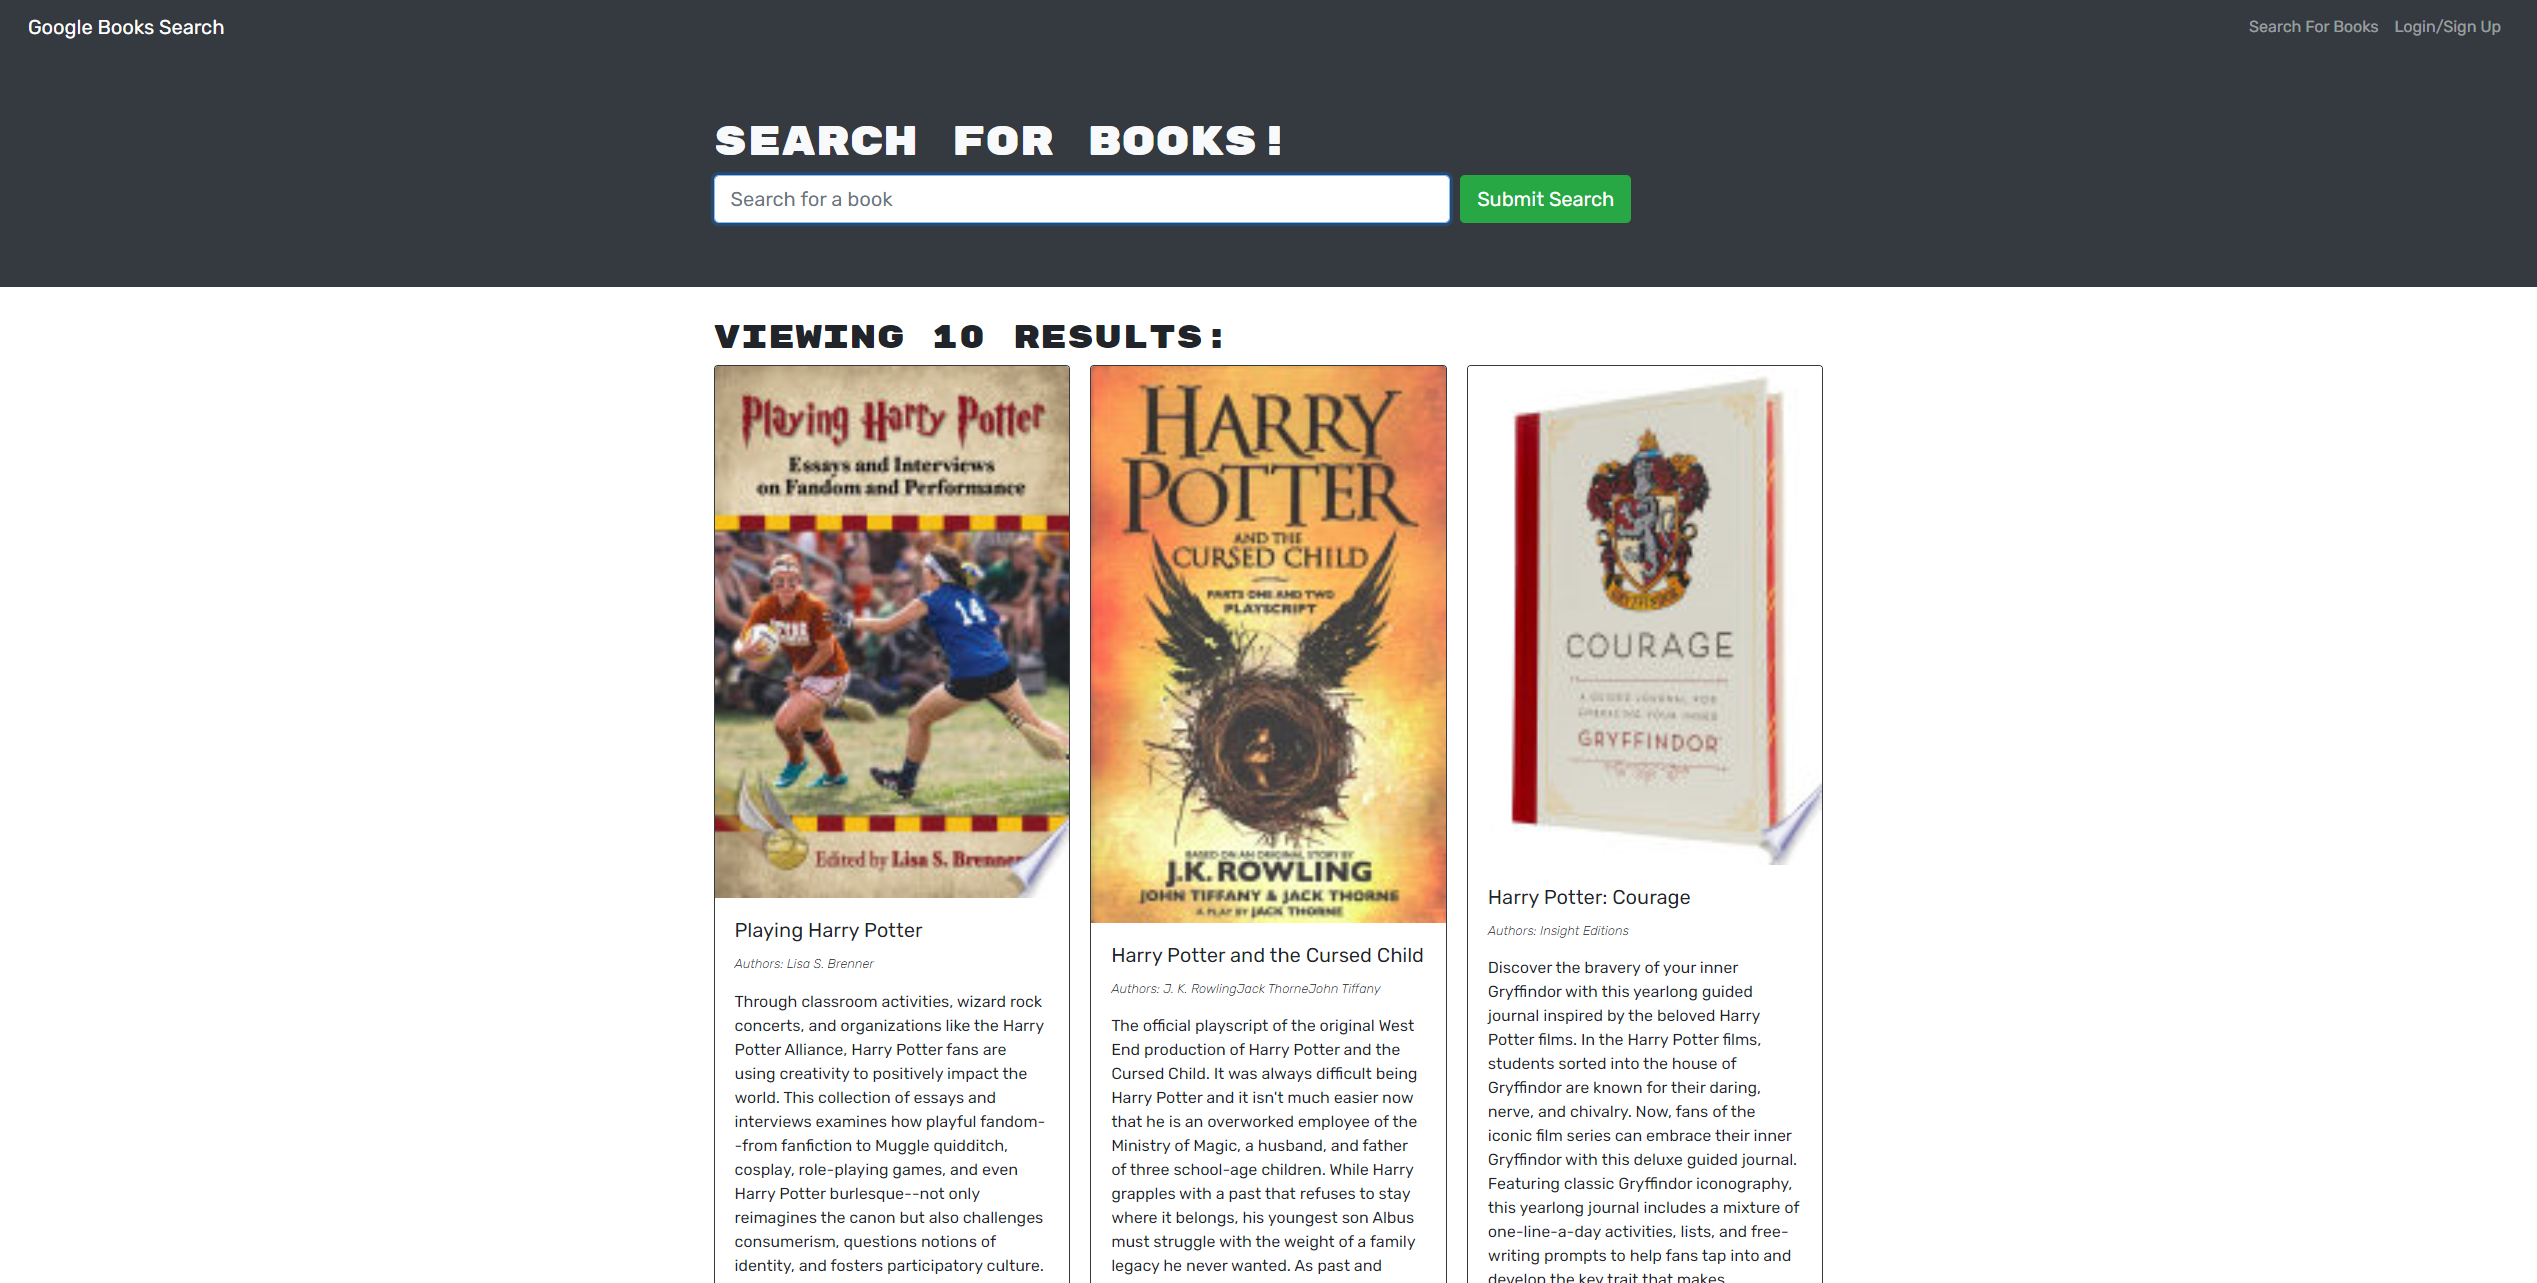 Google Books Search
Search For Books Login/Sign Up
SEARCH FOR BOOKS!
Search for a book
Submit Search
VIEWING 10 RESULTS:
Playing Harry Potter
Essays and Interviews
on Fandom and Performance
14
Edited by Lisa S. Brenner
Playing Harry Potter
Authors: Lisa S. Brenner
Through classroom activities, wizard rock
concerts, and organizations like the Harry
Potter Alliance, Harry Potter fans are
using creativity to positively impact the
world. This collection of essays and
interviews examines how playful fandom-
-from fanfiction to Muggle quidditch,
cosplay, role-playing games, and even
Harry Potter burlesque--not only
reimagines the canon but also challenges
consumerism, questions notions of
identity, and fosters participatory culture.
HARRY
POTTER
AND THE
CURSED CHILD
PARTS ONE AND TWO
PLAYSCRIPT
BASED ON AN ORIGINAL STORY BY
J.K. ROWLING
JOHN TIFFANY & JACK THORNE
A PLAY BY JACK THORNE
Harry Potter and the Cursed Child
Authors: J. K. RowlingJack ThorneJohn Tiffany
The official playscript of the original West
End production of Harry Potter and the
Cursed Child. It was always difficult being
Harry Potter and it isn't much easier now
that he is an overworked employee of the
Ministry of Magic, a husband, and father
of three school-age children. While Harry
grapples with a past that refuses to stay
where it belongs, his youngest son Albus
must struggle with the weight of a family
legacy he never wanted. As past and
GRYFFINDOR
COURAGE
A GUIDED JOURNAL FOR
EMBRACING YOUR INNER
GRYFFINDOR
Harry Potter: Courage
Authors: Insight Editions
Discover the bravery of your inner
Gryffindor with this yearlong guided
journal inspired by the beloved Harry
Potter films. In the Harry Potter films,
students sorted into the house of
Gryffindor are known for their daring,
nerve, and chivalry. Now, fans of the
iconic film series can embrace their inner
Gryffindor with this deluxe guided journal.
Featuring classic Gryffindor iconography,
this yearlong journal includes a mixture of
one-line-a-day activities, lists, and free-
writing prompts to help fans tap into and
develop the key trait that makes